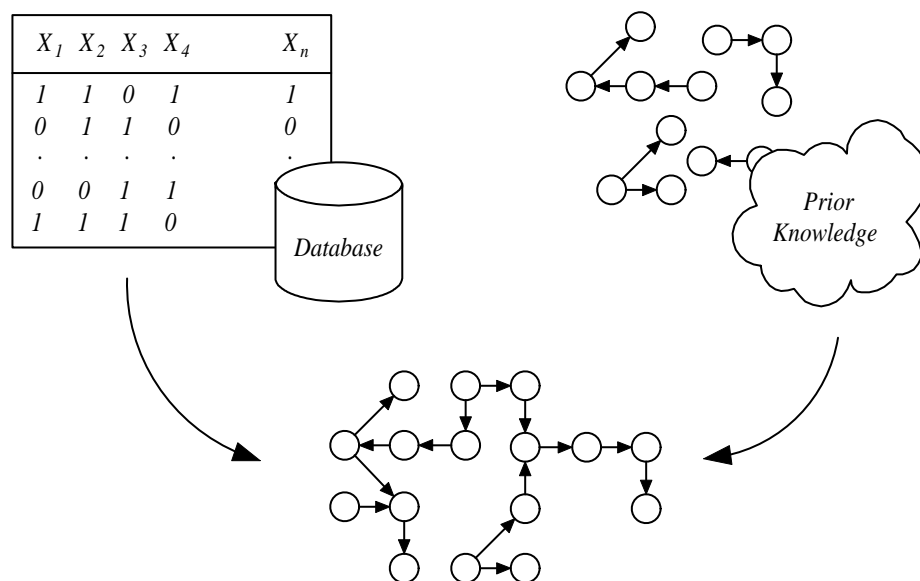 X1 X2 X3 X4 Xn
1 1 0 1 1
0 1 1 0 0
. . . . .
0 0 1 1
1 1 1 0
Database
Prior
Knowledge